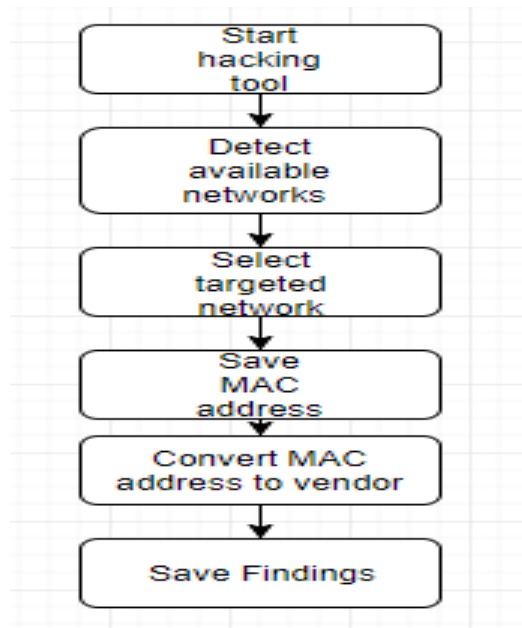 Start
hacking
tool
Detect
available
networks
Select
targeted
network
Save
MAC
address
Convert MAC
address to vendor
Save Findings